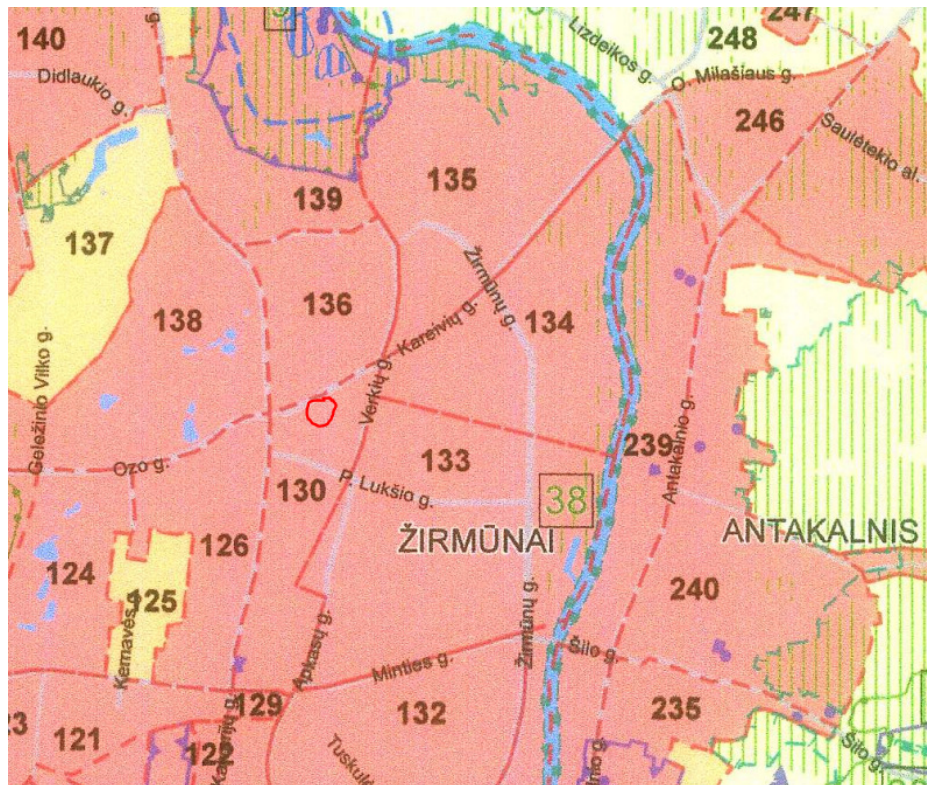 140
247
248
Lizdeikos g.
Didlaukio g.
O. Milašiaus g.
246
Saulėtekio al.
135
139
137
Žirmūnų g.
136
138
134
Kareivių g.
Verkių g.
Geležinio Vilko g.
239
Antakalnio g.
Ozo g.
133
130
P. Lukšio g.
38
ŽIRMŪNAI
ANTAKALNIS
126
124
125
240
Kernavės g.
Žirmūnų g.
Apkasų g.
Minties g.
Šilo g.
129
132
235
121
122
Šilo g.